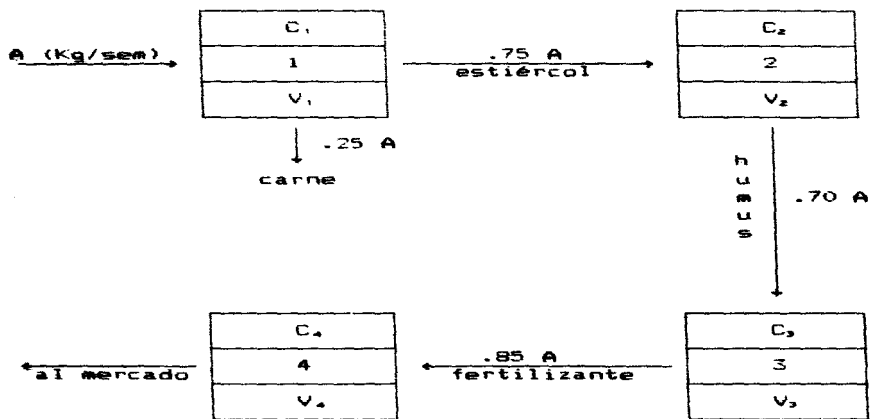 C₁
A (Kg/sem)
1
.75 A
estiércol
V₁
C₂
2
V₂
.25 A
carne
humus
.70 A
C₄
4
V₄
al mercado
.85 A
fertilizante
C₃
3
V₃